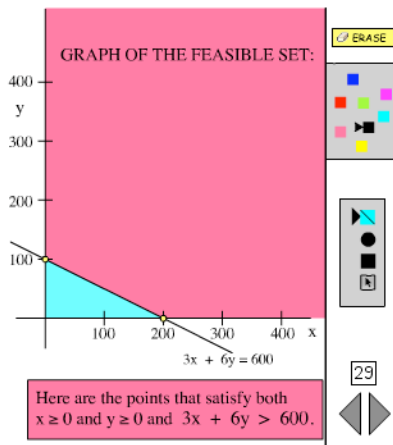 ERASE
GRAPH OF THE FEASIBLE SET:
400
y
300
200
100
100 200 300 400 x
3x + 6y = 600
29
Here are the points that satisfy both
x ≥ 0 and y ≥ 0 and 3x + 6y > 600.